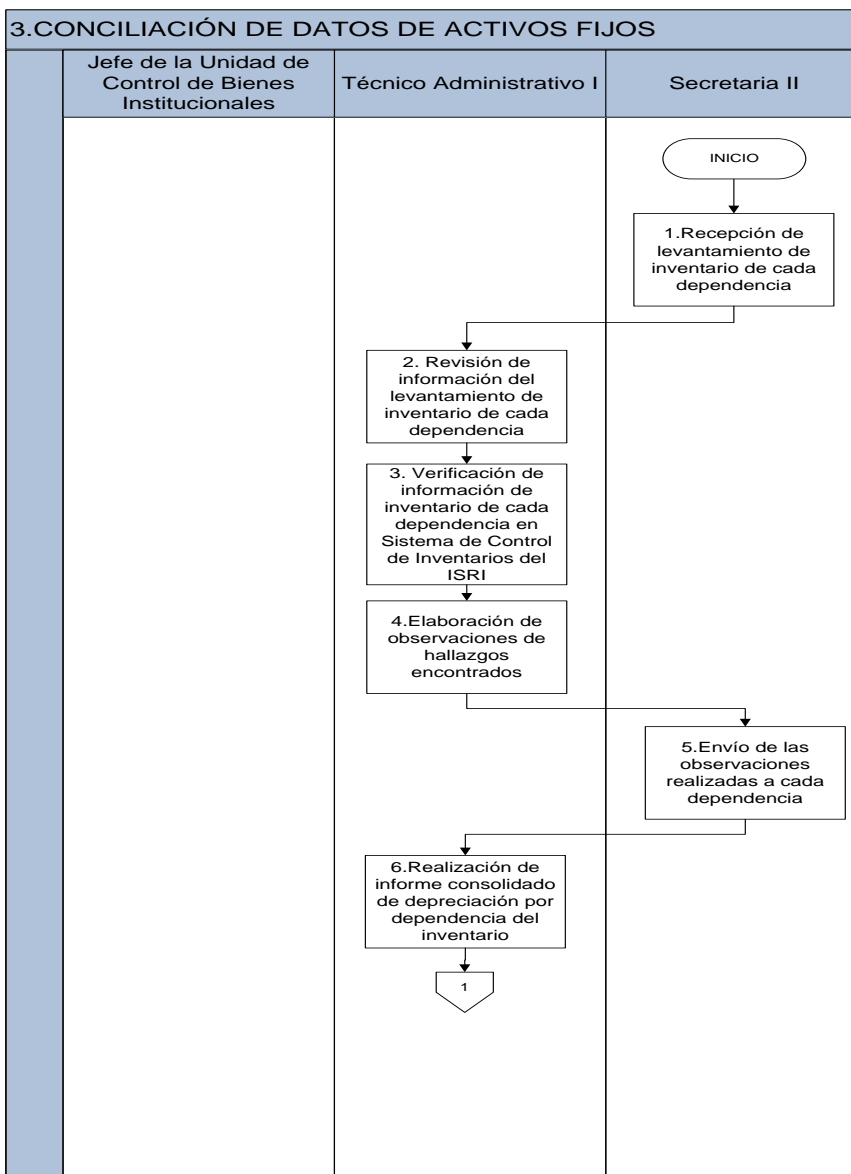 3.CONCILIACIÓN DE DATOS DE ACTIVOS FIJOS
Jefe de la Unidad de
Control de Bienes
Institucionales
Técnico Administrativo I
Secretaria II
INICIO
1.Recepción de
levantamiento de
inventario de cada
dependencia
2. Revisión de
información del
levantamiento de
inventario de cada
dependencia
3. Verificación de
información de
inventario de cada
dependencia en
Sistema de Control
de Inventarios del
ISRI
4.Elaboración de
observaciones de
hallazgos
encontrados
5.Envío de las
observaciones
realizadas a cada
dependencia
6.Realización de
informe consolidado
de depreciación por
dependencia del
inventario
1